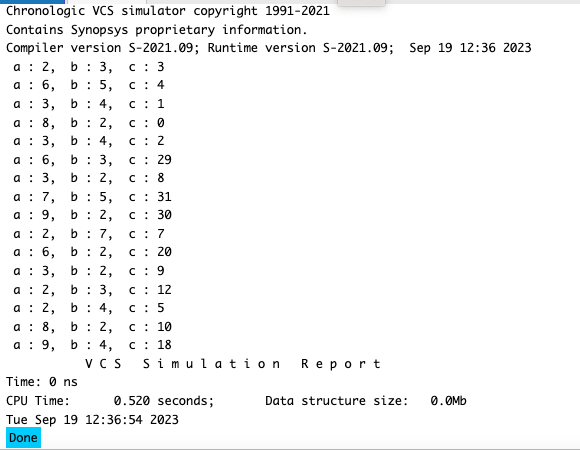 Chronologic VCS simulator copyright 1991-2021
Contains Synopsys proprietary information.
Compiler version S-2021.09; Runtime version S-2021.09;  Sep 19 12:36 2023
a : 2,  b : 3,  c : 3
a : 6,  b : 5,  c : 4
a : 3,  b : 4,  c : 1
a : 8,  b : 2,  c : 0
a : 3,  b : 4,  c : 2
a : 6,  b : 3,  c : 29
a : 3,  b : 2,  c : 8
a : 7,  b : 5,  c : 31
a : 9,  b : 2,  c : 30
a : 2,  b : 7,  c : 7
a : 6,  b : 2,  c : 20
a : 3,  b : 2,  c : 9
a : 2,  b : 3,  c : 12
a : 2,  b : 4,  c : 5
a : 8,  b : 2,  c : 10
a : 9,  b : 4,  c : 18
V C S   S i m u l a t i o n   R e p o r t
Time: 0 ns
CPU Time:      0.520 seconds;       Data structure size:   0.0Mb
Tue Sep 19 12:36:54 2023
Done